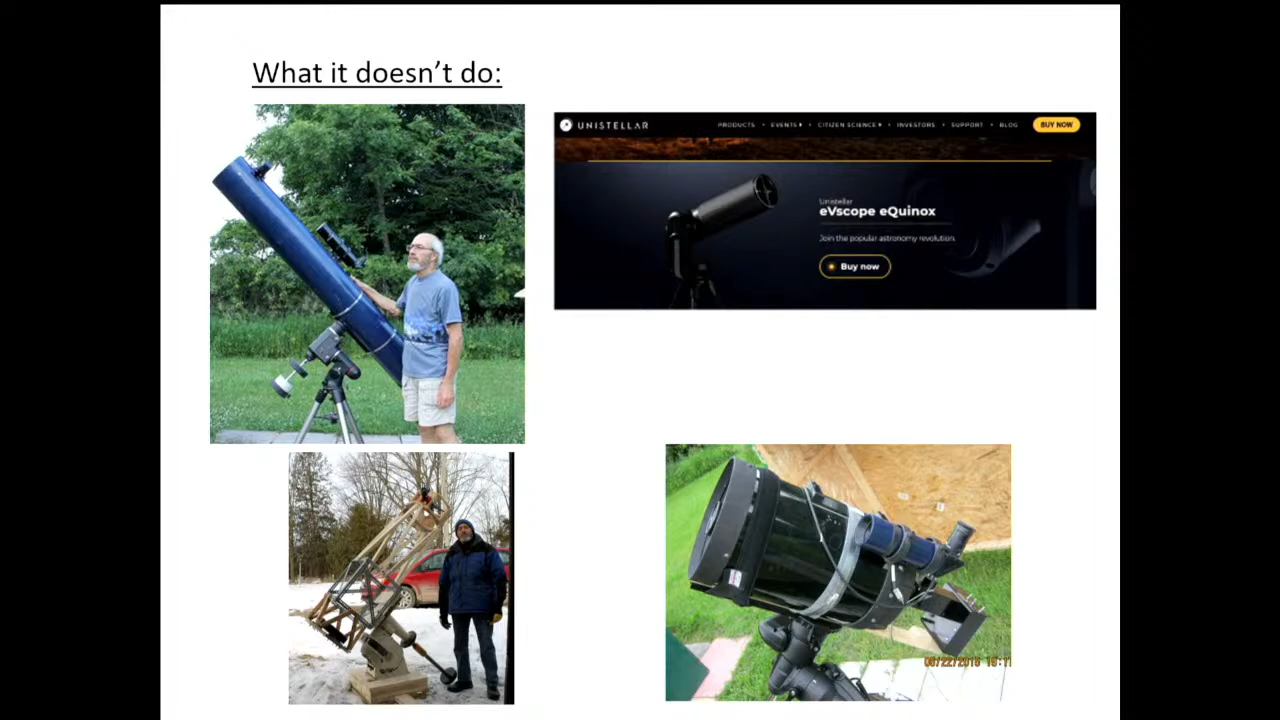 What it doesn’t do:
UNISTELLAR PRODUCTS • EVENTS • CITIZEN SCIENCE • INVESTORS • SUPPORT • BLOG BUY NOW
Unistellar
eVscope eQuinox
Join the popular astronomy revolution.
Buy now